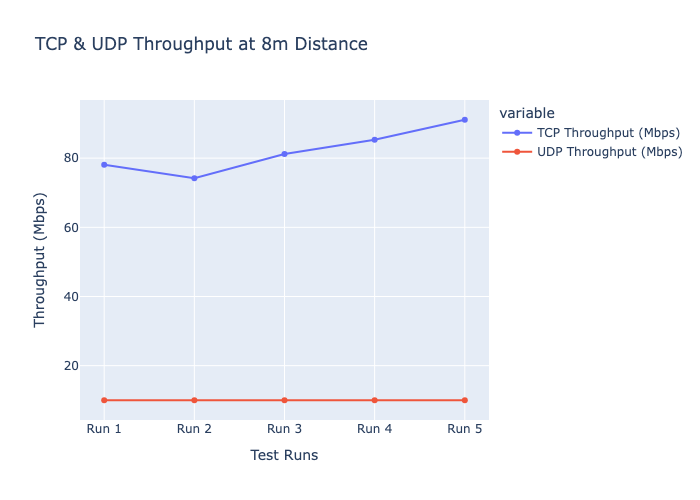 TCP & UDP Throughput at 8m Distance
variable
TCP Throughput (Mbps)
UDP Throughput (Mbps)
Throughput (Mbps)
80
60
40
20
Run 1 Run 2 Run 3 Run 4 Run 5
Test Runs